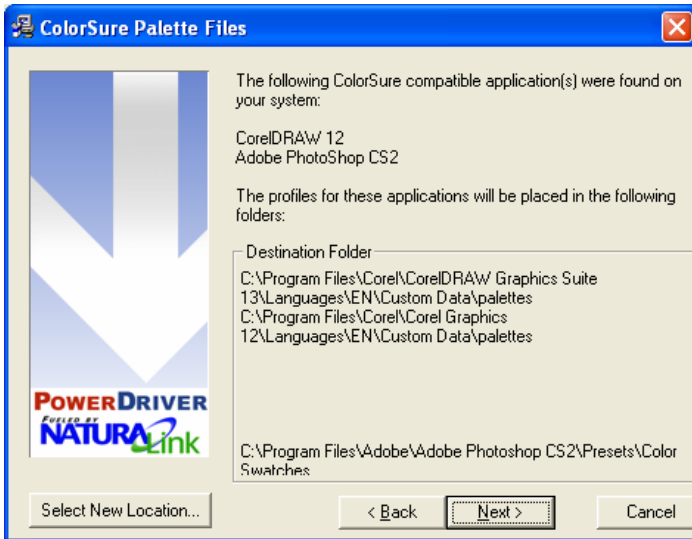 ColorSure Palette Files
The following ColorSure compatible application(s) were found on
your system:
CorelDRAW 12
Adobe PhotoShop CS2
The profiles for these applications will be placed in the following
folders:
Destination Folder
C:\Program Files\Corel\CorelDRAW Graphics Suite
13\Languages\EN\Custom Data\palettes
C:\Program Files\Corel\Corel Graphics
12\Languages\EN\Custom Data\palettes
C:\Program Files\Adobe\Adobe Photoshop CS2\Presets\Color
Swatches
POWERDRIVER
FUELED BY
NATURALink
Select New Location...
< Back
Next >
Cancel